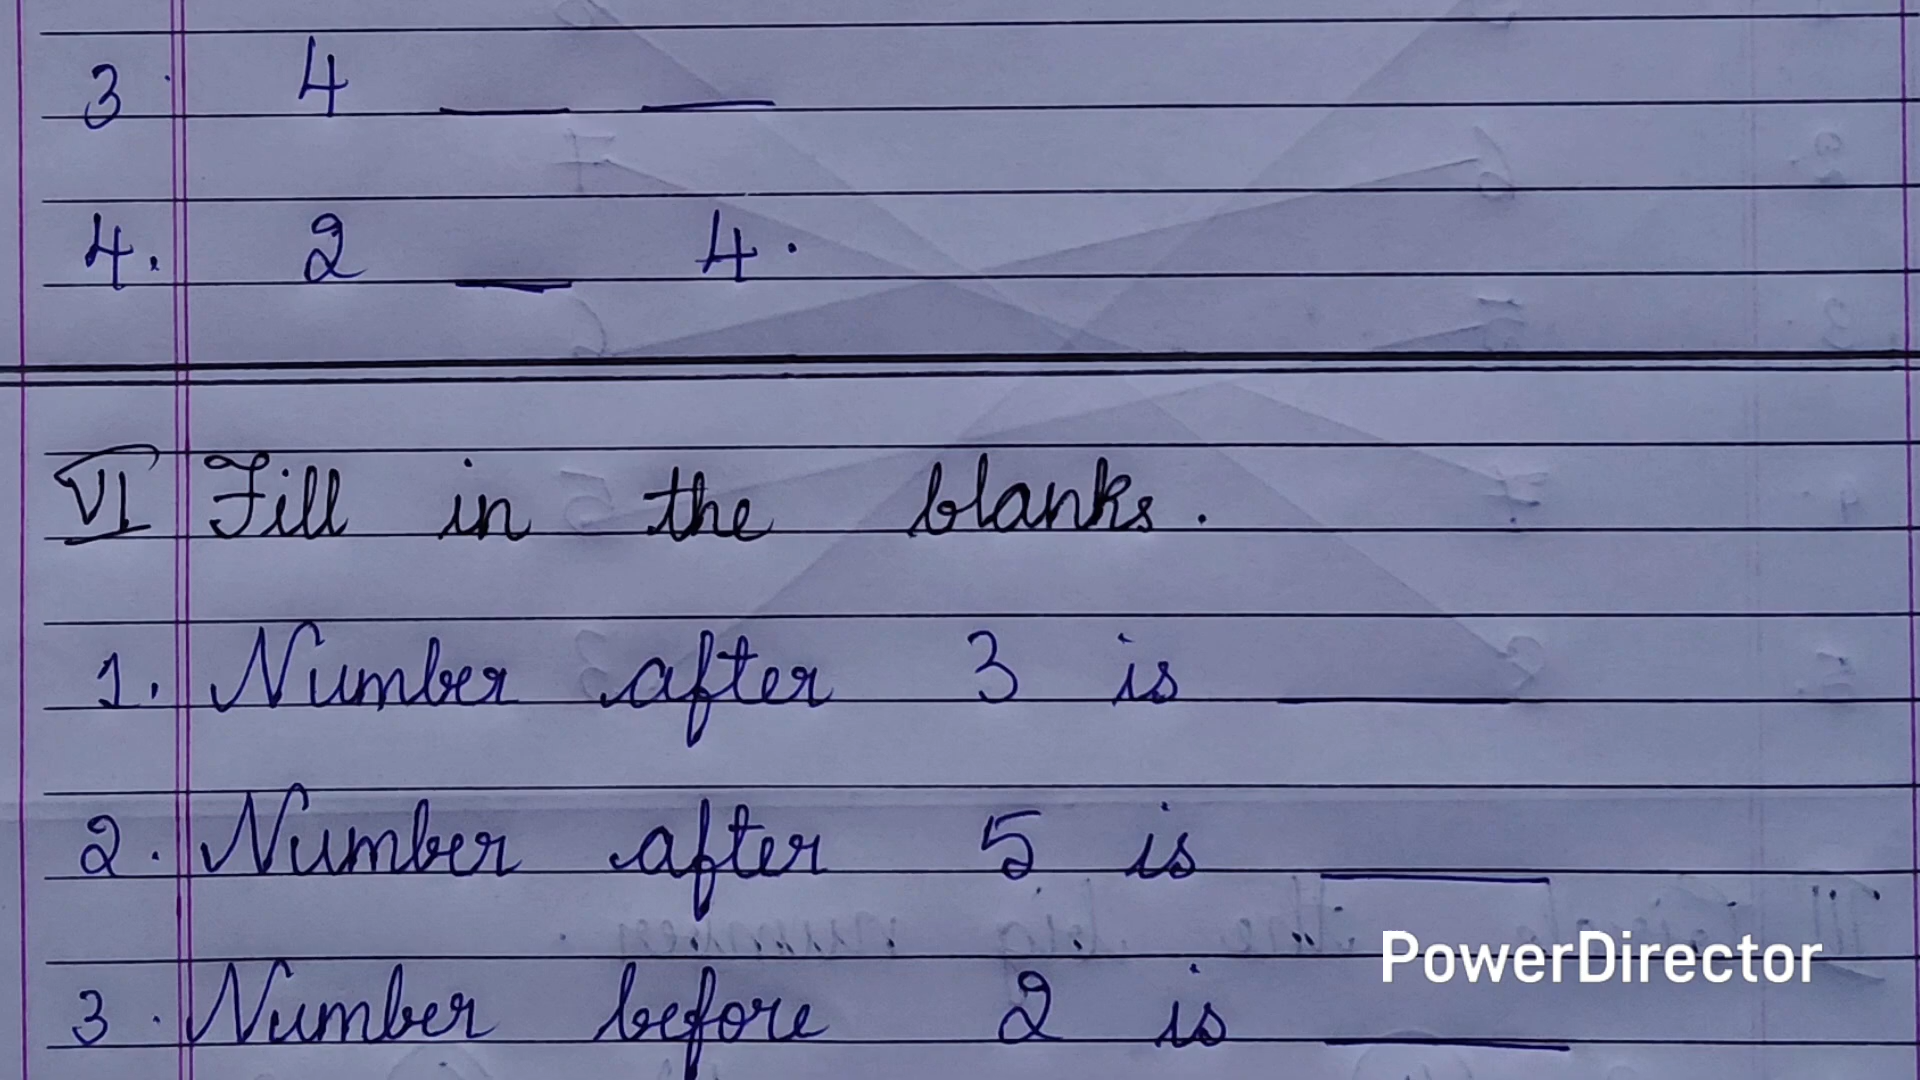 3. 4 __ __
4. 2 __ 4.
VI Fill in the blanks.
1. Number after 3 is ____
2. Number after 5 is ____
PowerDirector
3. Number before 2 is ____